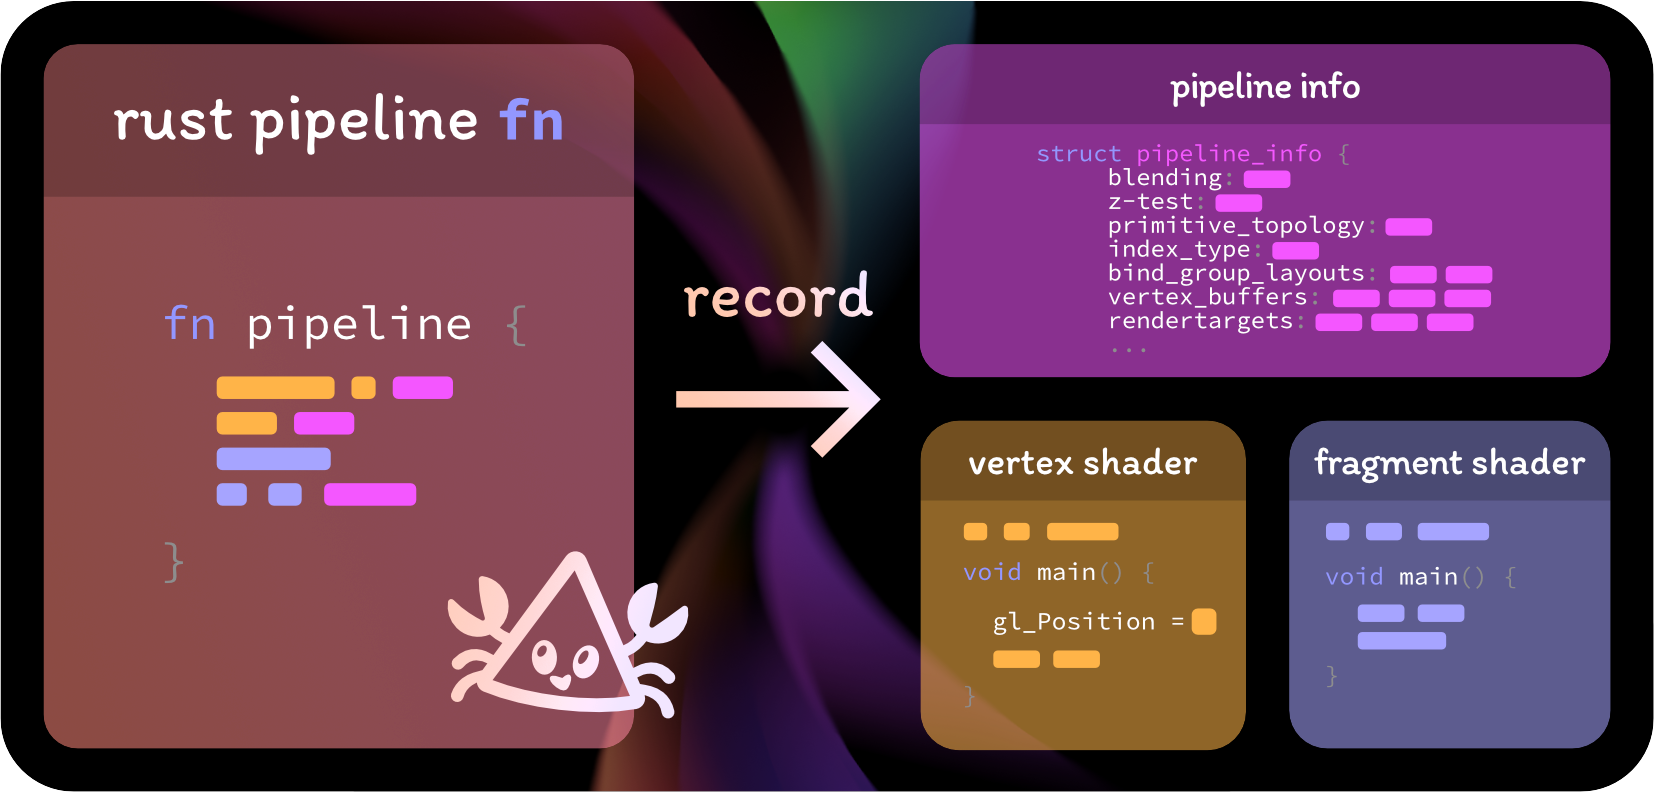 rust pipeline fn
fn pipeline {
}
record
pipeline info
struct pipeline_info {
blending:
z-test:
primitive_topology:
index_type:
bind_group_layouts:
vertex_buffers:
rendertargets:
...
vertex shader
void main() {
gl_Position =
}
fragment shader
void main() {
}